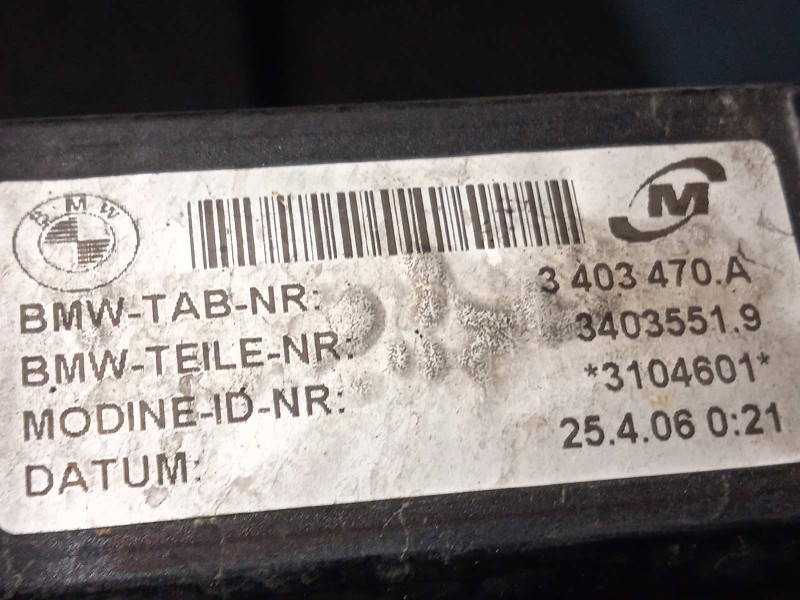 BMW
M
BMW-TAB-NR: 3 403 470.A
BMW-TEILE-NR: 3403551.9
MODINE-ID-NR: *3104601*
DATUM: 25.4.06 0:21